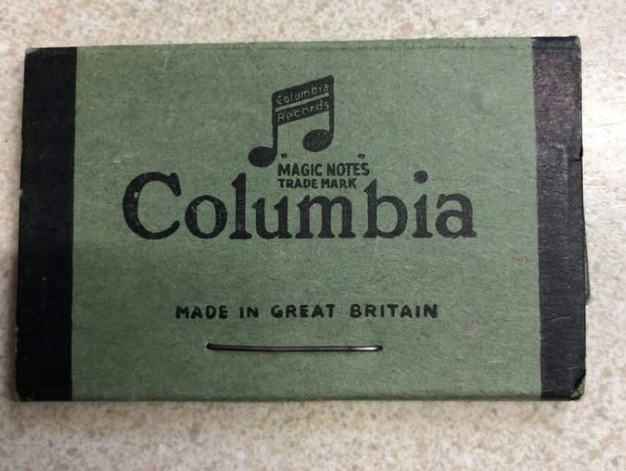 Columbia
Records
"MAGIC NOTES"
TRADE MARK
Columbia
MADE IN GREAT BRITAIN